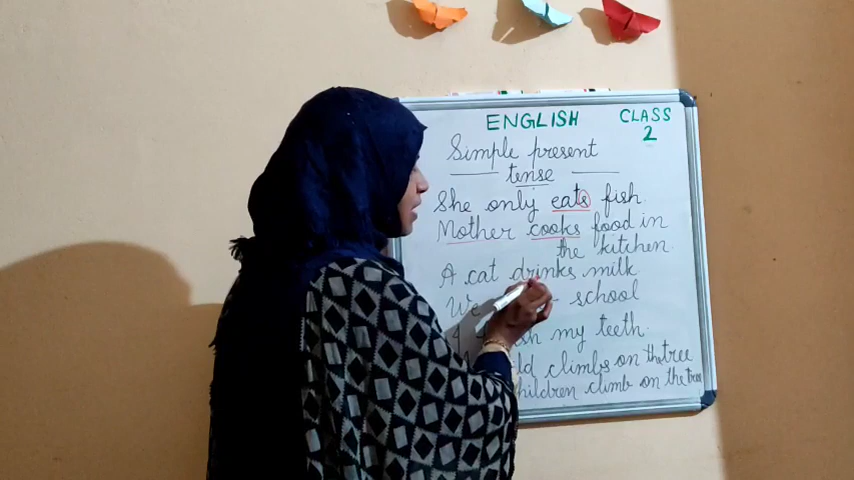 ENGLISH
CLASS 2
Simple present
tense
She only eats fish.
Mother cooks food in
the kitchen.
A cat drinks milk
We school
my teeth.
climbs on the tree
children climb on the tree